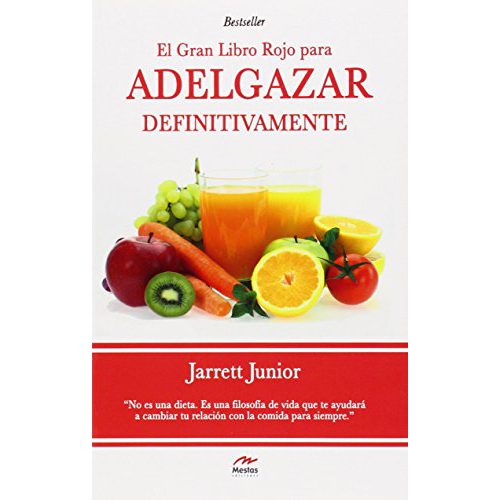 Bestseller
El Gran Libro Rojo para
ADELGAZAR
DEFINITIVAMENTE
Jarrett Junior
“No es una dieta. Es una filosofía de vida que te ayudará
a cambiar tu relación con la comida para siempre.”
Mestas
EDICIONES